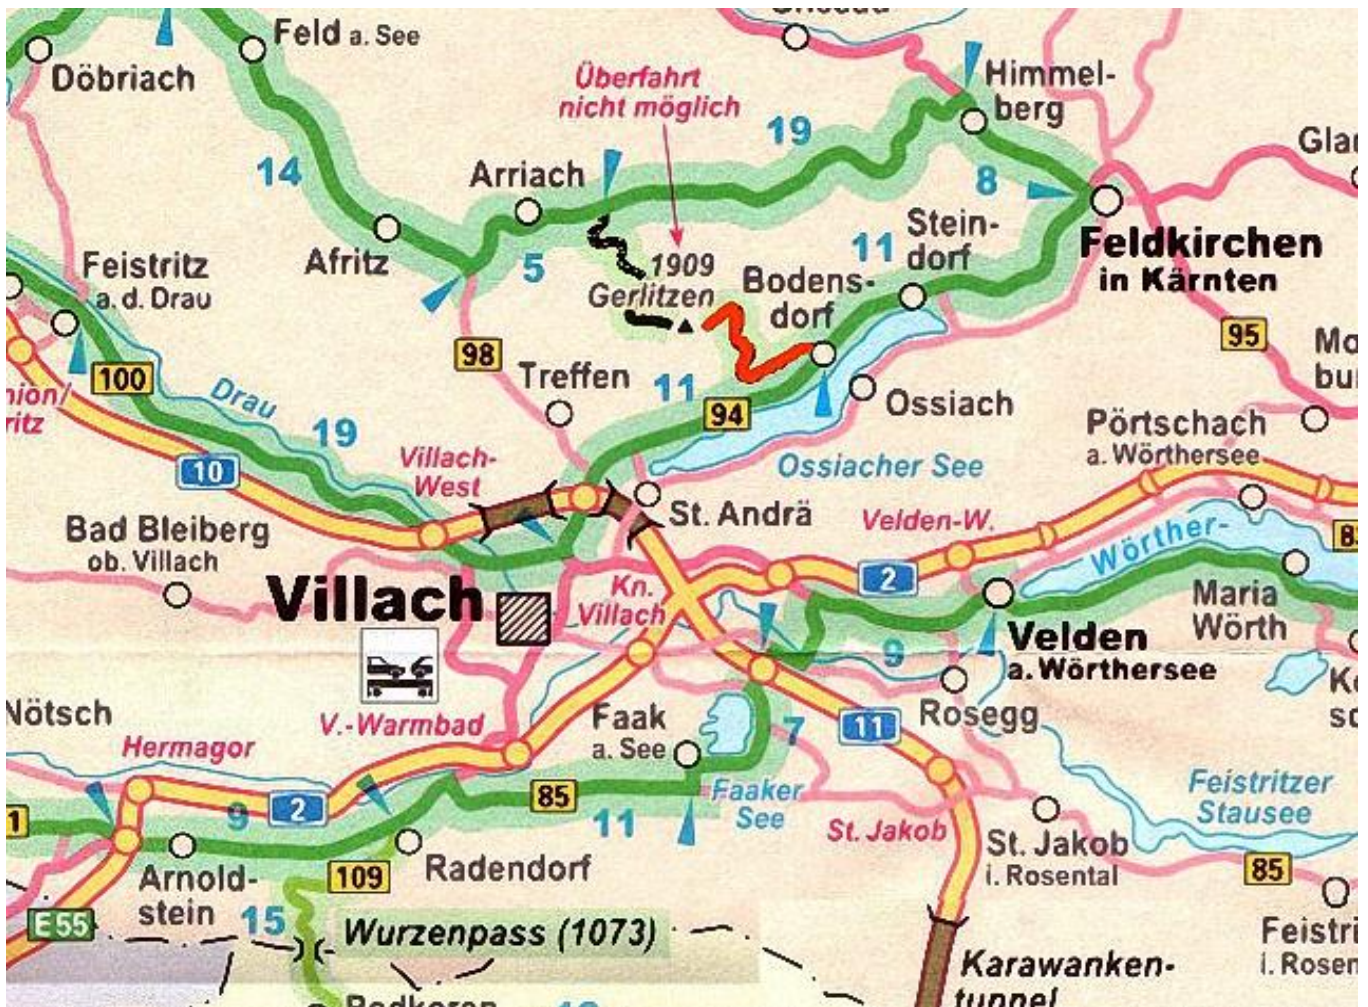 Feld a. See
Döbriach
Himmel-
berg
Überfahrt
nicht möglich
19
14
Arriach
8
Afritz
5
Stein-
dorf
11
Feldkirchen
in Kärnten
Feistritz
a. d. Drau
1909
Gerlitzen
Bodens-
dorf
98
95
100
Treffen
11
94
Ossiach
Drau
19
10
Villach-
West
Ossiacher See
Pörtschach
a. Wörthersee
Bad Bleiberg
ob. Villach
St. Andrä
Velden-W.
2
Wörther-
Villach
Kn.
Villach
Maria
Wörth
9
Velden
a. Wörthersee
Nötsch
V.-Warmbad
Hermagor
Faak
a. See
7
11
Rosegg
9
2
85
11
Faaker
See
Feistritzer
Stausee
St. Jakob
St. Jakob
i. Rosental
85
1
Arnold-
stein
109
Radendorf
E 55
15
Wurzenpass (1073)
Karawanken-
tunnel